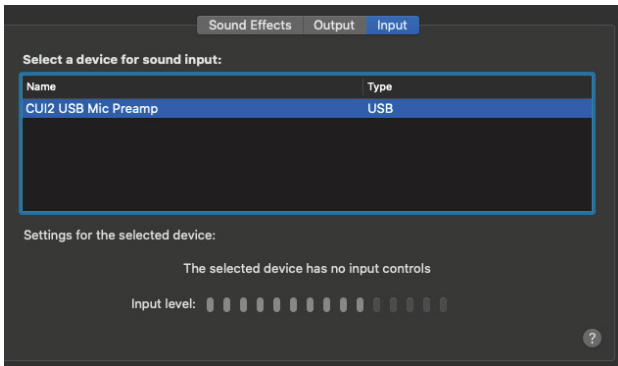 Sound Effects Output Input
Select a device for sound input:
Name Type
CUI2 USB Mic Preamp USB
Settings for the selected device:
The selected device has no input controls
Input level:
?